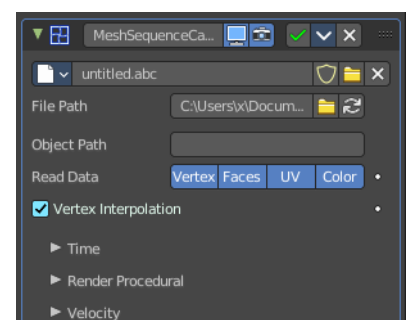 MeshSequenceCa...
untitled.abc
File Path C:\Users\x\Docum...
Object Path
Read Data Vertex Faces UV Color
Vertex Interpolation
Time
Render Procedural
Velocity